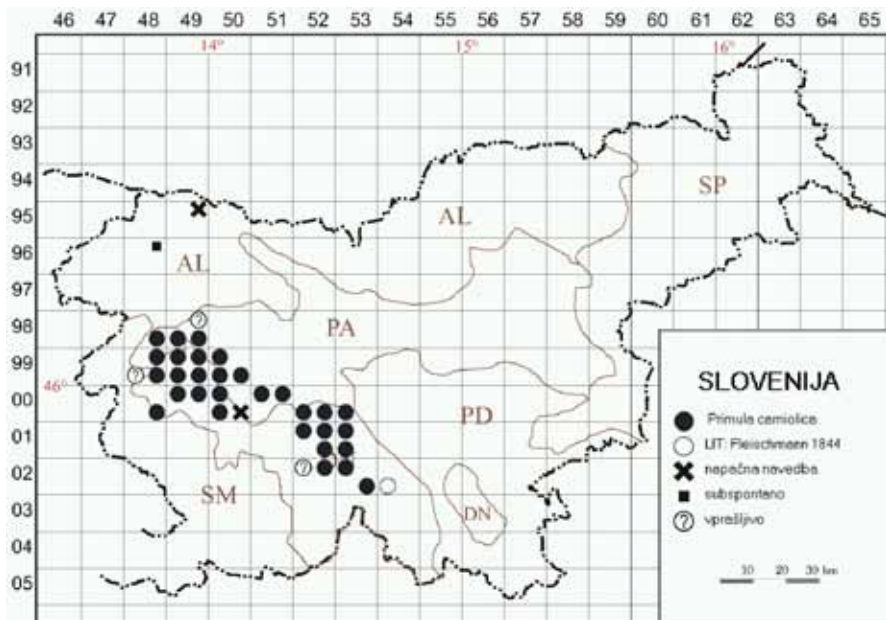 46 47 48 49 50 51 52 53 54 55 56 57 58 59 60 61 62 63 64 65
14° 15° 16°
91
92
93
94
SP
95
AL
96
AL
97
98
PA
?
99
46°
?
00
PD
01
02
?
SM
03
DN
04
05
SLOVENIJA
Primula carniolica
LIT: Fleischmann 1844
napačna navedba
subspontano
? vprašljivo
10 20 30 km